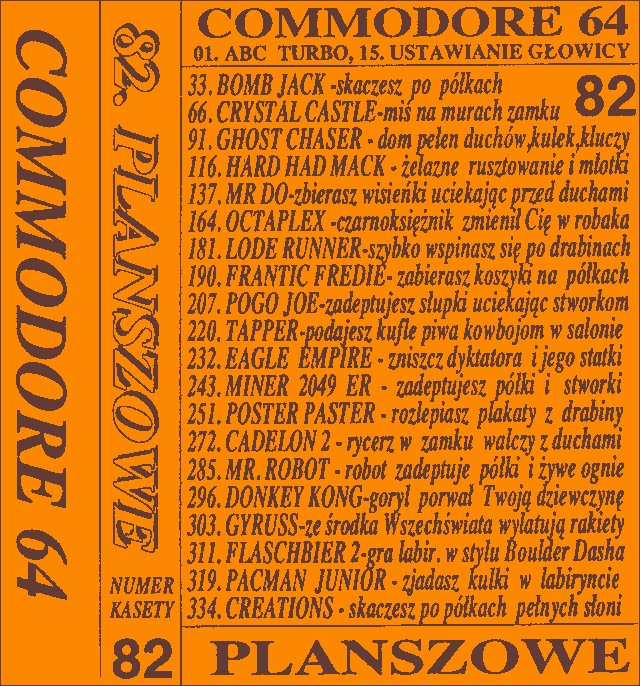 COMMODORE 64
82. PLANSZOWE
NUMER
KASETY
82
COMMODORE 64
01. ABC TURBO, 15. USTAWIANIE GŁOWICY
82
33. BOMB JACK -skaczesz po półkach
66. CRYSTAL CASTLE-miś na murach zamku
91. GHOST CHASER - dom pełen duchów,kulek,kluczy
116. HARD HAD MACK - żelazne rusztowanie i młotki
137. MR DO-zbierasz wisieńki uciekając przed duchami
164. OCTAPLEX -czarnoksiężnik zmienił Cię w robaka
181. LODE RUNNER-szybko wspinasz się po drabinach
190. FRANTIC FREDIE- zabierasz koszyki na półkach
207. POGO JOE-zadeptujesz słupki uciekając stworkom
220. TAPPER-podajesz kufle piwa kowbojom w salonie
232. EAGLE EMPIRE - zniszcz dyktatora i jego statki
243. MINER 2049 ER - zadeptujesz półki i stworki
251. POSTER PASTER - rozlepiasz plakaty z drabiny
272. CADELON 2 - rycerz w zamku walczy z duchami
285. MR. ROBOT - robot zadeptuje półki i żywe ognie
296. DONKEY KONG-goryl porwał Twoją dziewczynę
303. GYRUSS-ze środka Wszechświata wylatują rakiety
311. FLASCHBIER 2-gra labir. w stylu Boulder Dasha
319. PACMAN JUNIOR - zjadasz kulki w labiryncie
334. CREATIONS - skaczesz po półkach pełnych słoni
PLANSZOWE